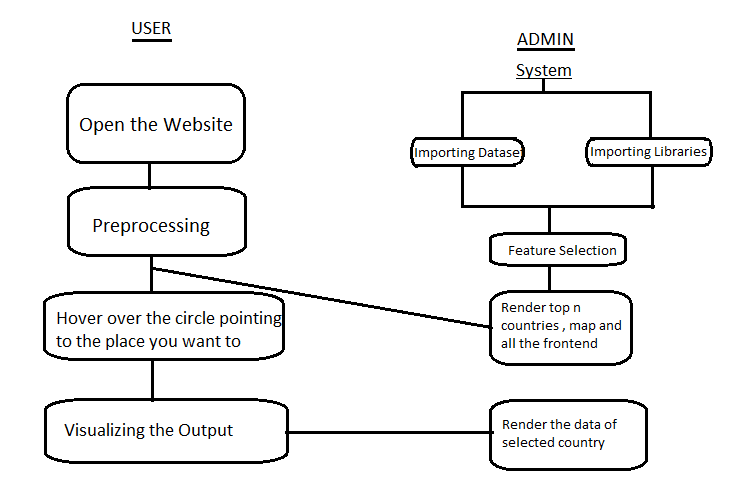 USER
Open the Website
Preprocessing
Hover over the circle pointing
to the place you want to
Visualizing the Output
ADMIN
System
Importing Dataset
Importing Libraries
Feature Selection
Render top n
countries , map and
all the frontend
Render the data of
selected country